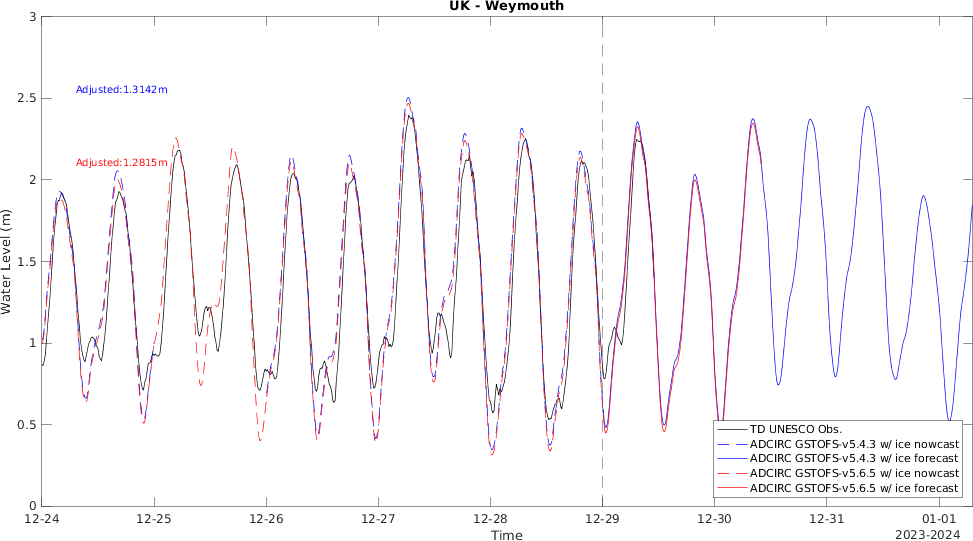 UK - Weymouth
3
2.5
2
1.5
1
0.5
0
Water Level (m)
Adjusted:1.3142m
Adjusted:1.2815m
TD UNESCO Obs.
ADCIRC GSTOFS-v5.4.3 w/ ice nowcast
ADCIRC GSTOFS-v5.4.3 w/ ice forecast
ADCIRC GSTOFS-v5.6.5 w/ ice nowcast
ADCIRC GSTOFS-v5.6.5 w/ ice forecast
12-24 12-25 12-26 12-27 12-28 12-29 12-30 12-31 01-01
Time
2023-2024